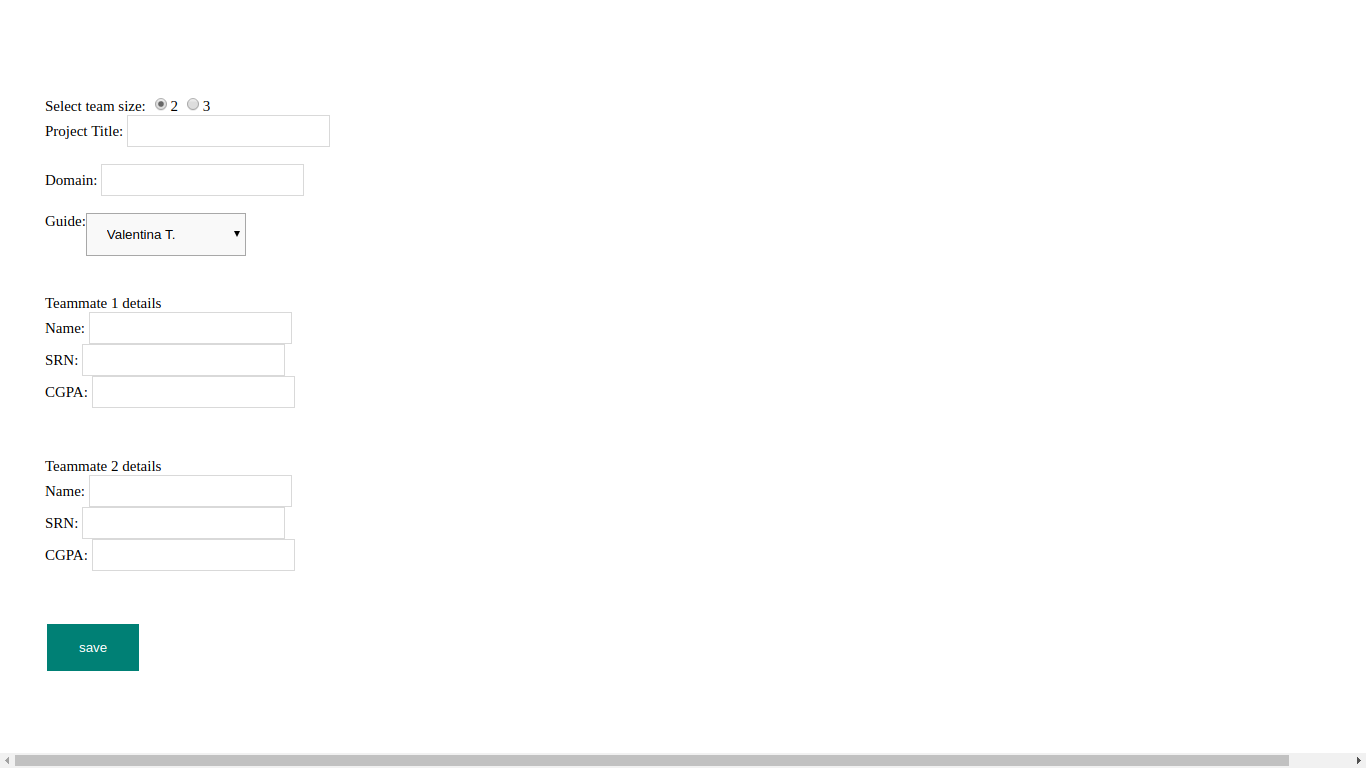 Select team size: 2 3
Project Title:
Domain:
Guide: Valentina T.
Teammate 1 details
Name:
SRN:
CGPA:
Teammate 2 details
Name:
SRN:
CGPA:
save